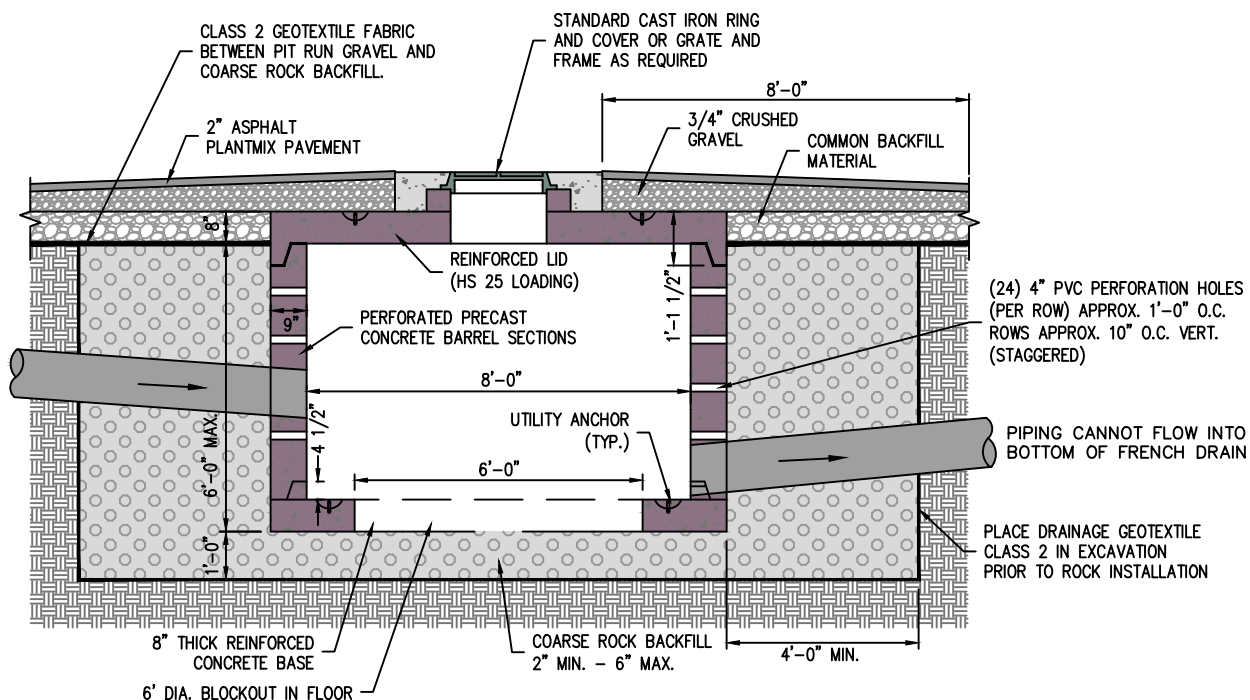 CLASS 2 GEOTEXTILE FABRIC
BETWEEN PIT RUN GRAVEL AND
COARSE ROCK BACKFILL.
STANDARD CAST IRON RING
AND COVER OR GRATE AND
FRAME AS REQUIRED
8'-0"
2" ASPHALT
PLANTMIX PAVEMENT
3/4" CRUSHED
GRAVEL
COMMON BACKFILL
MATERIAL
8"
REINFORCED LID
(HS 25 LOADING)
1'-1 1/2"
(24) 4" PVC PERFORATION HOLES
(PER ROW) APPROX. 1'-0" O.C.
ROWS APPROX. 10" O.C. VERT.
(STAGGERED)
9"
PERFORATED PRECAST
CONCRETE BARREL SECTIONS
8'-0"
6'-0" MAX.
4 1/2"
UTILITY ANCHOR
(TYP.)
6'-0"
PIPING CANNOT FLOW INTO
BOTTOM OF FRENCH DRAIN
1'-0"
PLACE DRAINAGE GEOTEXTILE
CLASS 2 IN EXCAVATION
PRIOR TO ROCK INSTALLATION
8" THICK REINFORCED
CONCRETE BASE
6' DIA. BLOCKOUT IN FLOOR
COARSE ROCK BACKFILL
2" MIN. - 6" MAX.
4'-0" MIN.